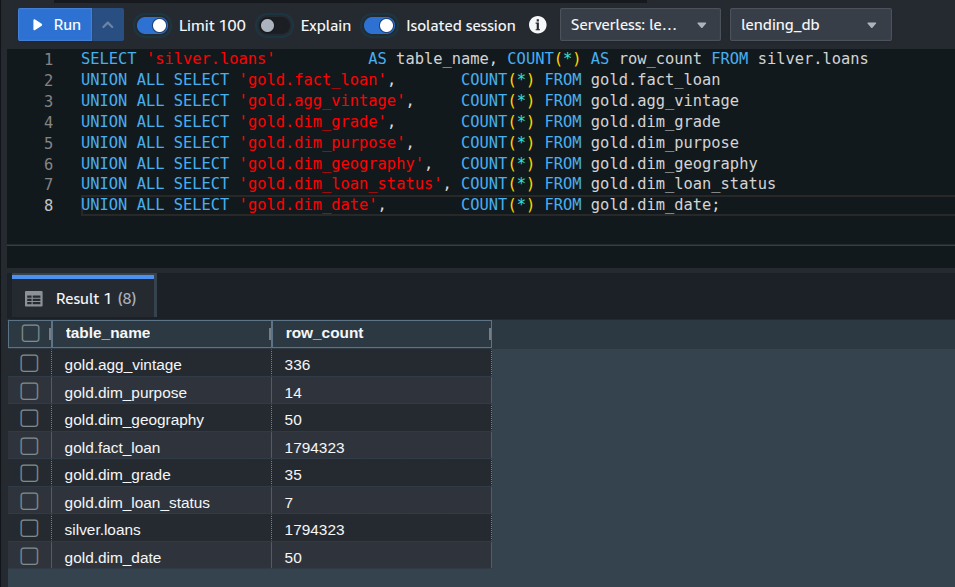 Run Limit 100 Explain Isolated session i Serverless: le... lending_db
1 SELECT 'silver.loans' AS table_name, COUNT(*) AS row_count FROM silver.loans
2 UNION ALL SELECT 'gold.fact_loan', COUNT(*) FROM gold.fact_loan
3 UNION ALL SELECT 'gold.agg_vintage', COUNT(*) FROM gold.agg_vintage
4 UNION ALL SELECT 'gold.dim_grade', COUNT(*) FROM gold.dim_grade
5 UNION ALL SELECT 'gold.dim_purpose', COUNT(*) FROM gold.dim_purpose
6 UNION ALL SELECT 'gold.dim_geography', COUNT(*) FROM gold.dim_geography
7 UNION ALL SELECT 'gold.dim_loan_status', COUNT(*) FROM gold.dim_loan_status
8 UNION ALL SELECT 'gold.dim_date', COUNT(*) FROM gold.dim_date;
Result 1 (8)
table_name row_count
gold.agg_vintage 336
gold.dim_purpose 14
gold.dim_geography 50
gold.fact_loan 1794323
gold.dim_grade 35
gold.dim_loan_status 7
silver.loans 1794323
gold.dim_date 50